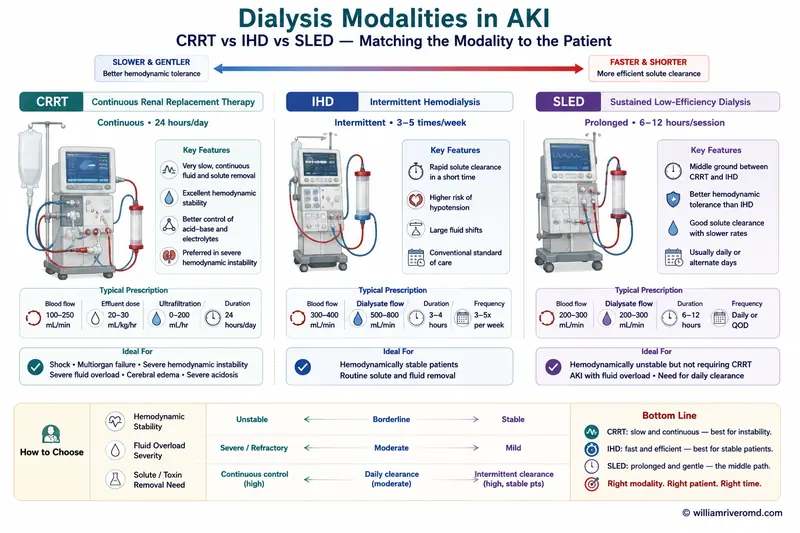 Dialysis Modalities in AKI
CRRT vs IHD vs SLED — Matching the Modality to the Patient
SLOWER & GENTLER
Better hemodynamic tolerance
FASTER & SHORTER
More efficient solute clearance
CRRT
Continuous Renal Replacement Therapy
Continuous • 24 hours/day
Key Features
Very slow, continuous
fluid and solute removal
Excellent hemodynamic
stability
Better control of
acid–base and
electrolytes
Preferred in severe
hemodynamic instability
Typical Prescription
Blood flow
100–250
mL/min
Effluent dose
20–30
mL/kg/hr
Ultrafiltration
0–200
mL/hr
Duration
24
hours/day
Ideal For
Shock • Multiorgan failure • Severe hemodynamic instability
Severe fluid overload • Cerebral edema • Severe acidosis
IHD
Intermittent Hemodialysis
Intermittent • 3–5 times/week
Key Features
Rapid solute clearance
in a short time
Higher risk of
hypotension
Large fluid shifts
Conventional standard
of care
Typical Prescription
Blood flow
300–400
mL/min
Dialysate flow
500–800
mL/min
Duration
3–4
hours
Frequency
3–5x
per week
Ideal For
Hemodynamically stable patients
Routine solute and fluid removal
SLED
Sustained Low-Efficiency Dialysis
Prolonged • 6–12 hours/session
Key Features
Middle ground between
CRRT and IHD
Better hemodynamic
tolerance than IHD
Good solute clearance
with slower rates
Usually daily or
alternate days
Typical Prescription
Blood flow
200–300
mL/min
Dialysate flow
200–300
mL/min
Duration
6–12
hours
Frequency
Daily or
QOD
Ideal For
Hemodynamically unstable but not requiring CRRT
AKI with fluid overload • Need for daily clearance
How to Choose
Hemodynamic
Stability
Unstable
Borderline
Stable
Fluid Overload
Severity
Severe / Refractory
Moderate
Mild
Solute / Toxin
Removal Need
Continuous control
(high)
Daily clearance
(moderate)
Intermittent clearance
(high, stable pts)
Bottom Line
CRRT: slow and continuous — best for instability.
IHD: fast and efficient — best for stable patients.
SLED: prolonged and gentle — the middle path.
Right modality. Right patient. Right time.
© williamriveromd.com